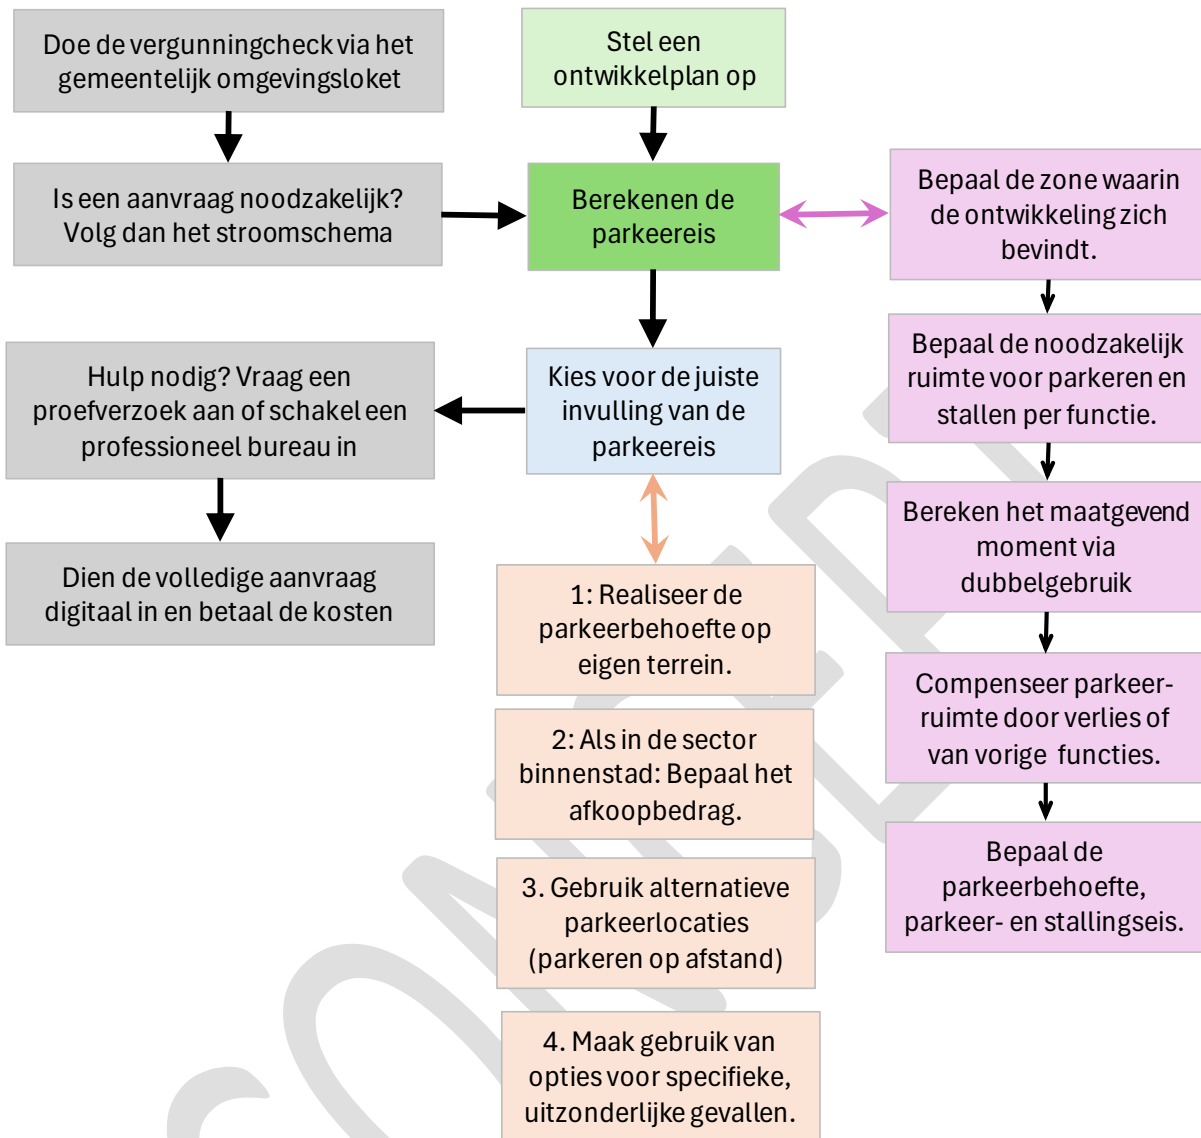 Doe de vergunningcheck via het
gemeentelijk omgevingsloket
Stel een
ontwikkelplan op
Is een aanvraag noodzakelijk?
Volg dan het stroomschema
Berekenen de
parkeereis
Bepaal de zone waarin
de ontwikkeling zich
bevindt.
Hulp nodig? Vraag een
proefverzoek aan of schakel een
professioneel bureau in
Kies voor de juiste
invulling van de
parkeereis
Bepaal de noodzakelijk
ruimte voor parkeren en
stallen per functie.
Dien de volledige aanvraag
digitaal in en betaal de kosten
Bereken het maatgevend
moment via
dubbelgebruik
1: Realiseer de
parkeerbehoefte op
eigen terrein.
Compenseer parkeer-
ruimte door verlies of
van vorige functies.
2: Als in de sector
binnenstad: Bepaal het
afkoopbedrag.
Bepaal de
parkeerbehoefte,
parkeer- en stallingseis.
3. Gebruik alternatieve
parkeerlocaties
(parkeren op afstand)
4. Maak gebruik van
opties voor specifieke,
uitzonderlijke gevallen.